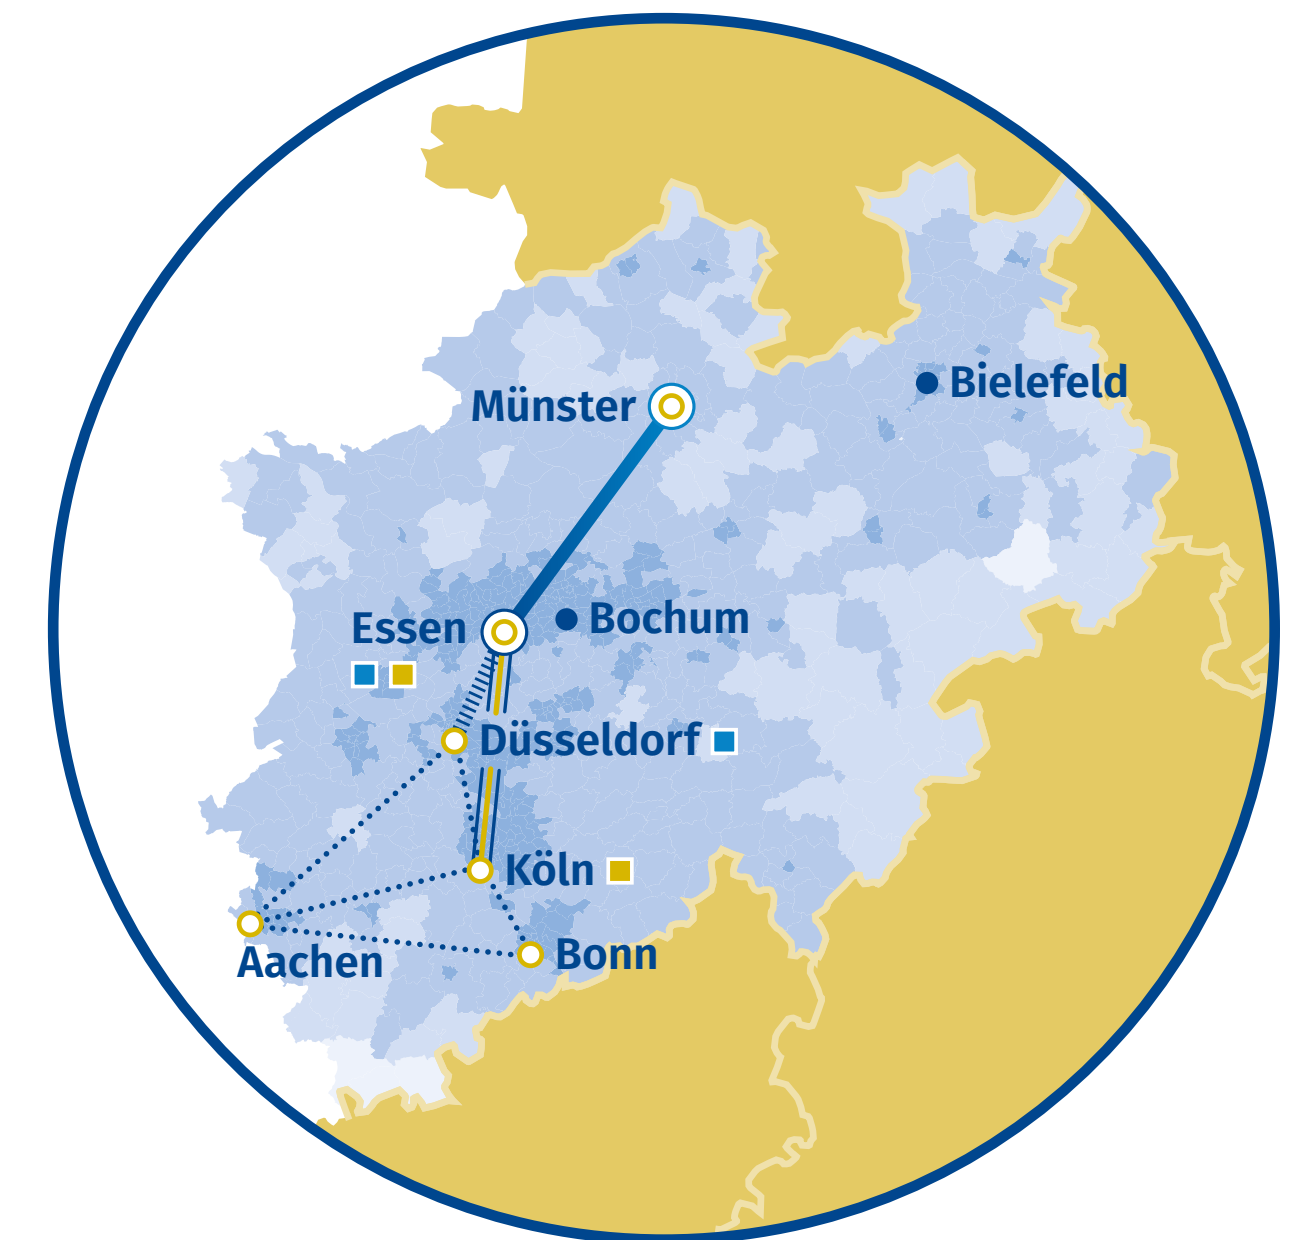 Bielefeld
Münster
Bochum
Essen
Düsseldorf
Köln
Bonn
Aachen